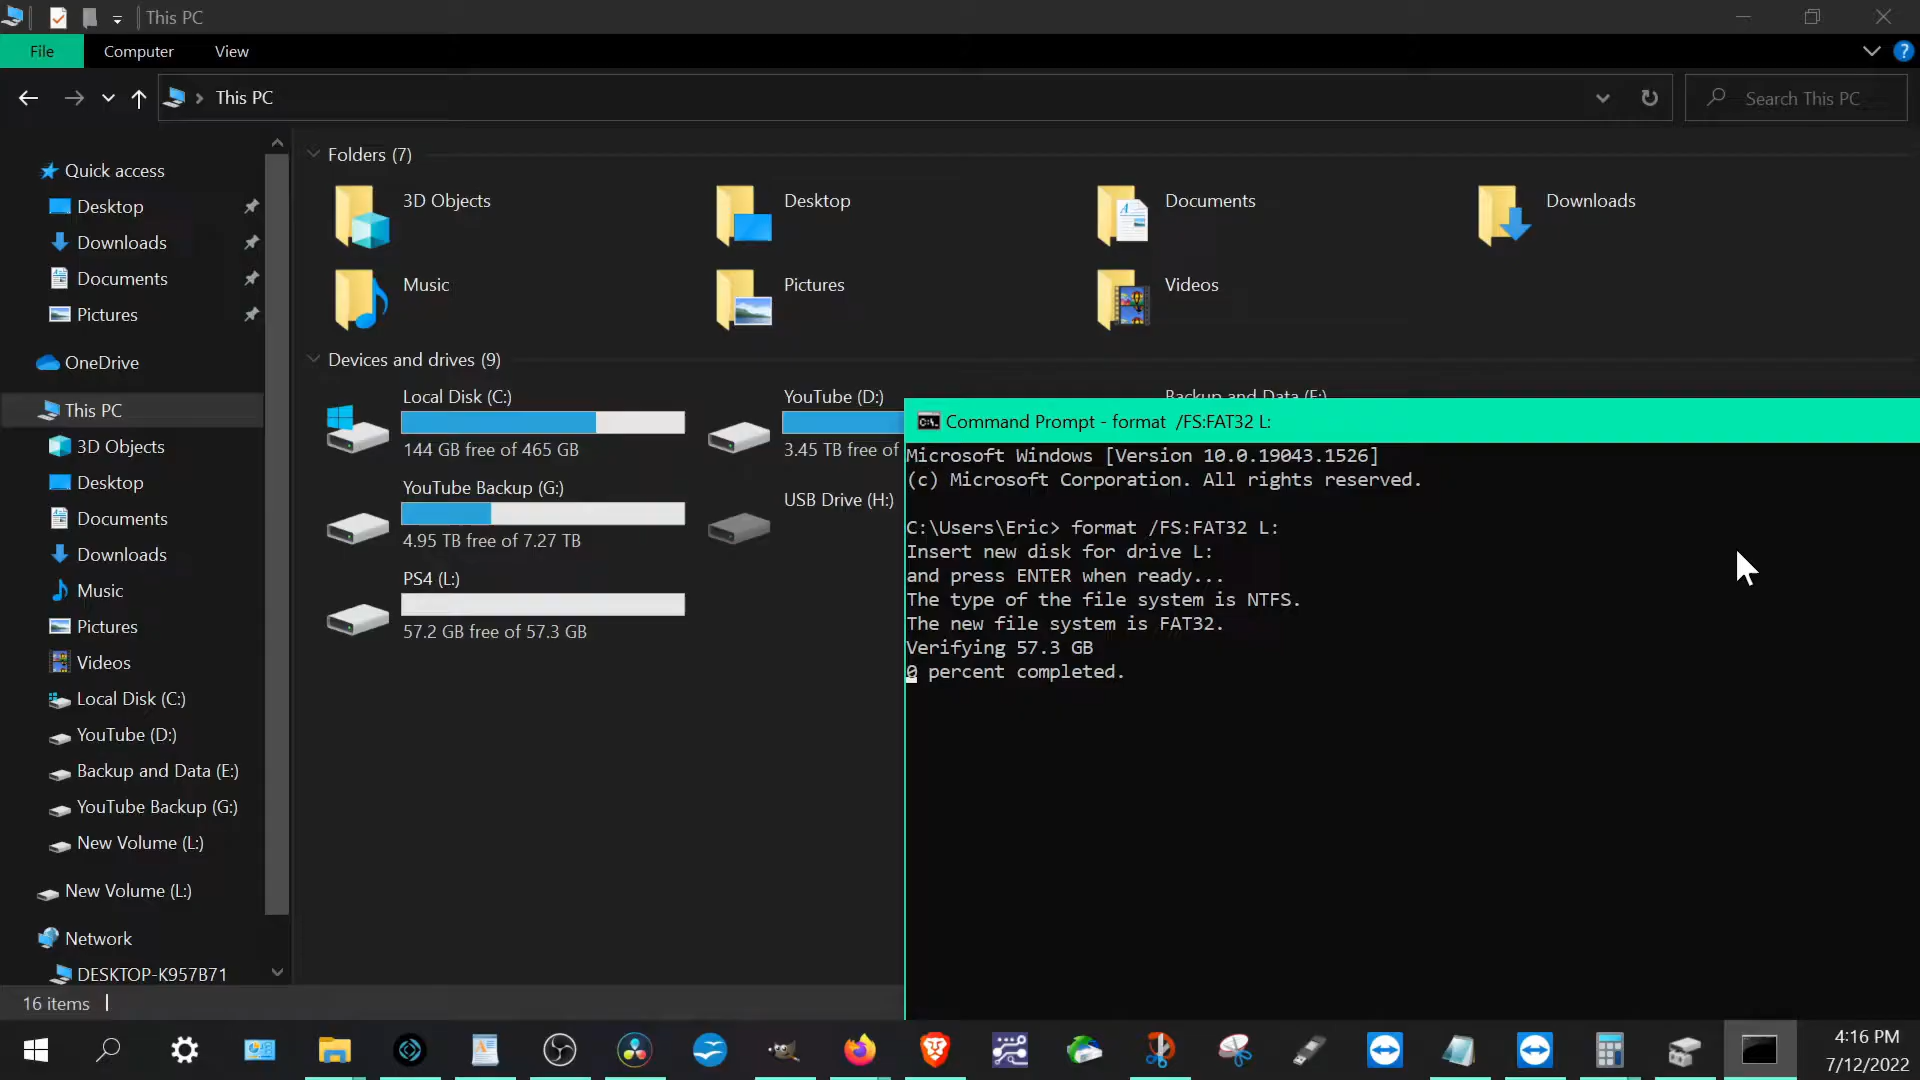 This PC
File
Computer
View
This PC
Search This PC
Quick access
Desktop
Downloads
Documents
Pictures
OneDrive
This PC
3D Objects
Desktop
Documents
Downloads
Music
Pictures
Videos
Local Disk (C:)
YouTube (D:)
Backup and Data (E:)
YouTube Backup (G:)
New Volume (L:)
New Volume (L:)
Network
DESKTOP-K957B71
16 items
Folders (7)
3D Objects
Desktop
Documents
Downloads
Music
Pictures
Videos
Devices and drives (9)
Local Disk (C:)
144 GB free of 465 GB
YouTube (D:)
3.45 TB free of
Backup and Data (E:)
YouTube Backup (G:)
4.95 TB free of 7.27 TB
USB Drive (H:)
PS4 (L:)
57.2 GB free of 57.3 GB
Command Prompt - format /FS:FAT32 L:
Microsoft Windows [Version 10.0.19043.1526]
(c) Microsoft Corporation. All rights reserved.
C:\Users\Eric> format /FS:FAT32 L:
Insert new disk for drive L:
and press ENTER when ready...
The type of the file system is NTFS.
The new file system is FAT32.
Verifying 57.3 GB
0 percent completed.
4:16 PM
7/12/2022